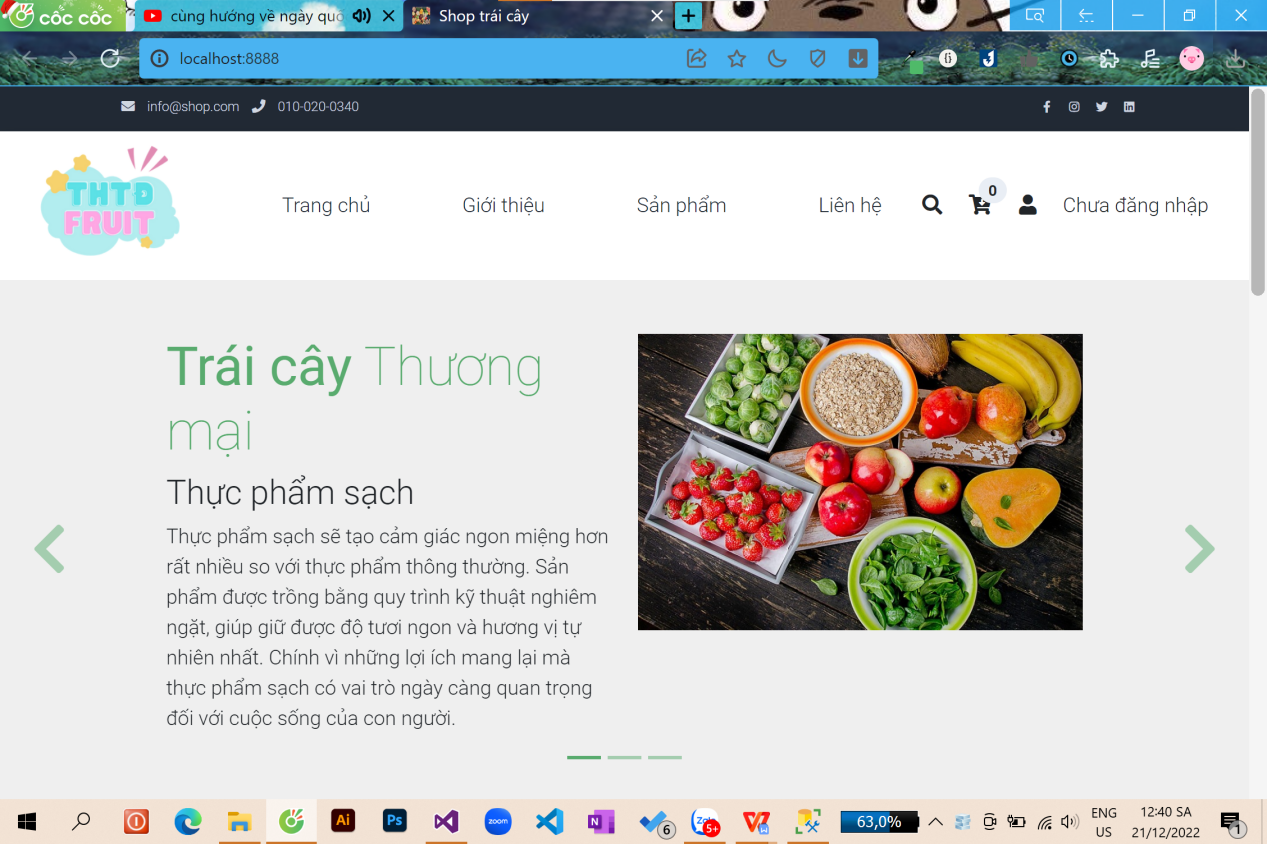 cốc cốc
cùng hướng về ngày quố
Shop trái cây
localhost:8888
info@shop.com 010-020-0340
THTD
FRUIT
Trang chủ Giới thiệu Sản phẩm Liên hệ 0 Chưa đăng nhập
Trái cây Thương
mại
Thực phẩm sạch
Thực phẩm sạch sẽ tạo cảm giác ngon miệng hơn
rất nhiều so với thực phẩm thông thường. Sản
phẩm được trồng bằng quy trình kỹ thuật nghiêm
ngặt, giúp giữ được độ tươi ngon và hương vị tự
nhiên nhất. Chính vì những lợi ích mang lại mà
thực phẩm sạch có vai trò ngày càng quan trọng
đối với cuộc sống của con người.
Ai Ps zoom N 6 Zalo 5+ W 63,0% ENG 12:40 SA
US 21/12/2022 1